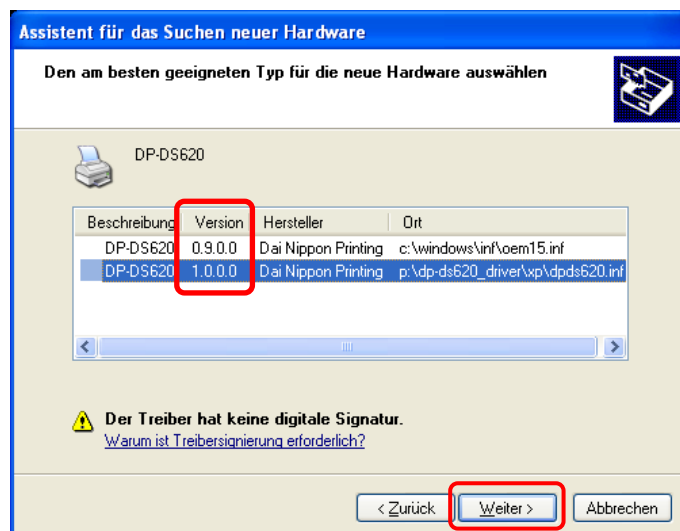 Assistent für das Suchen neuer Hardware
Den am besten geeigneten Typ für die neue Hardware auswählen
DP-DS620
Beschreibung Version Hersteller Ort
DP-DS620 0.9.0.0 Dai Nippon Printing c:\windows\inf\oem15.inf
DP-DS620 1.0.0.0 Dai Nippon Printing p:\dp-ds620_driver\xp\dpds620.inf
Der Treiber hat keine digitale Signatur.
Warum ist Treibersignierung erforderlich?
< Zurück Weiter > Abbrechen